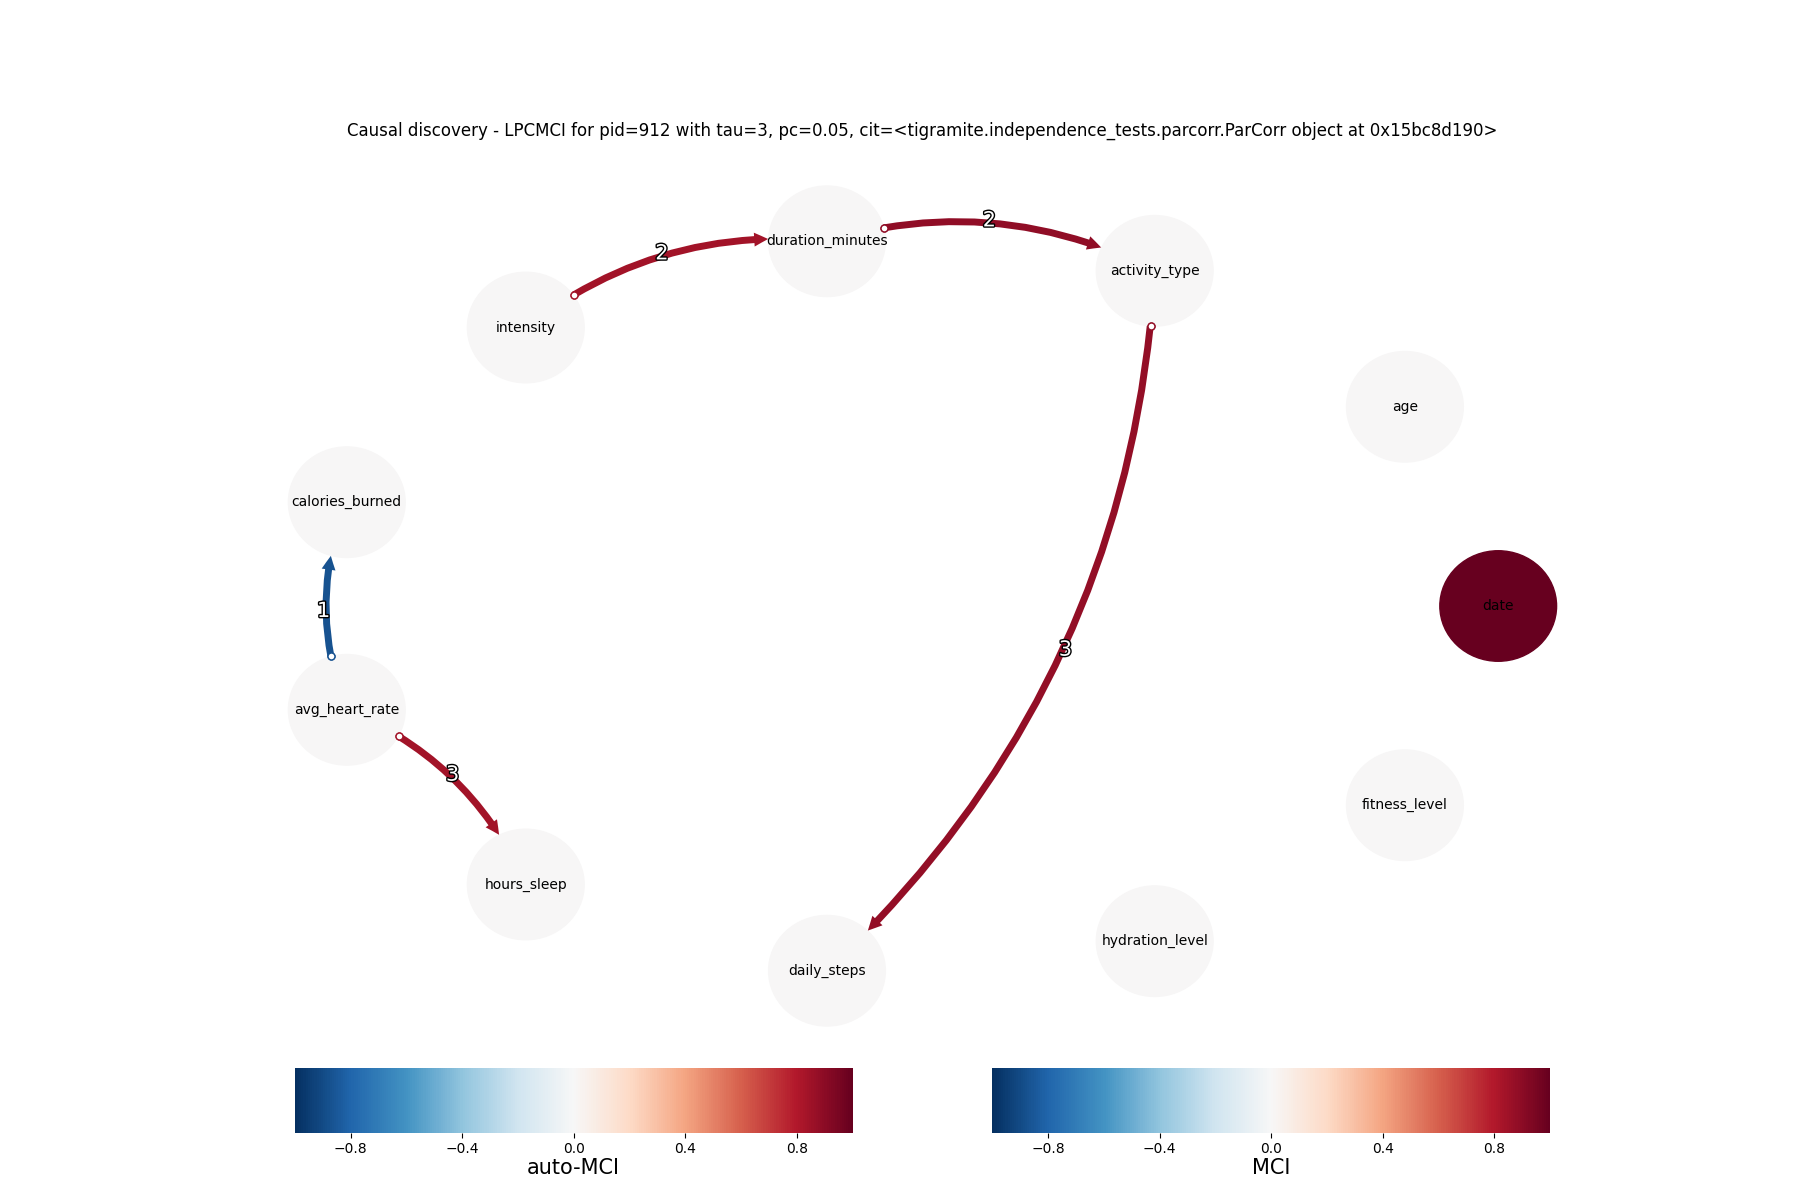 Causal discovery - LPCMCI for pid=912 with tau=3, pc=0.05, cit=<tigramite.independence_tests.parcorr.ParCorr object at 0x15bc8d190>
2
duration_minutes
2
activity_type
intensity
age
calories_burned
date
1
3
avg_heart_rate
3
fitness_level
hours_sleep
hydration_level
daily_steps
−0.8 −0.4 0.0 0.4 0.8
auto-MCI
−0.8 −0.4 0.0 0.4 0.8
MCI